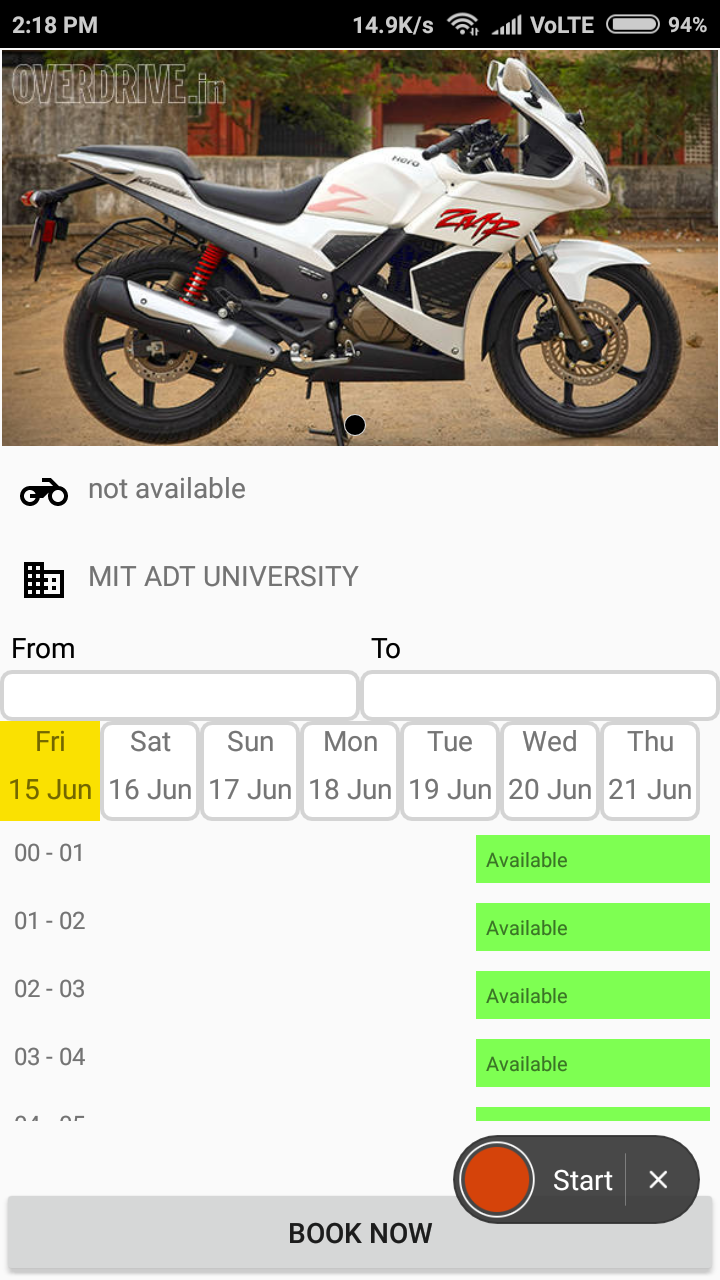 2:18 PM 14.9K/s VoLTE 94%
OVERDRIVE.in
Hero
Karizma
ZMR
not available
MIT ADT UNIVERSITY
From To
Fri Sat Sun Mon Tue Wed Thu
15 Jun 16 Jun 17 Jun 18 Jun 19 Jun 20 Jun 21 Jun
00 - 01 Available
01 - 02 Available
02 - 03 Available
03 - 04 Available
04 - 05
Start
BOOK NOW